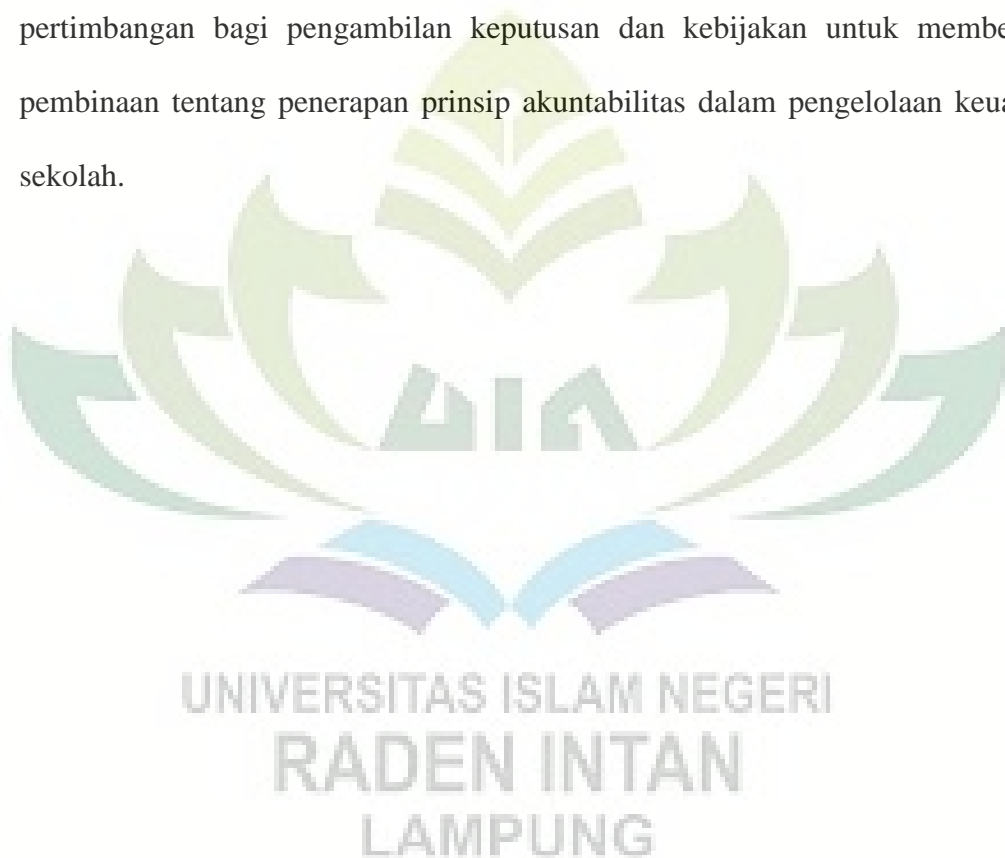 pertimbangan bagi pengambilan keputusan dan kebijakan untuk membe
pembinaan tentang penerapan prinsip akuntabilitas dalam pengelolaan keua
sekolah.
UIN
UNIVERSITAS ISLAM NEGERI
RADEN INTAN
LAMPUNG